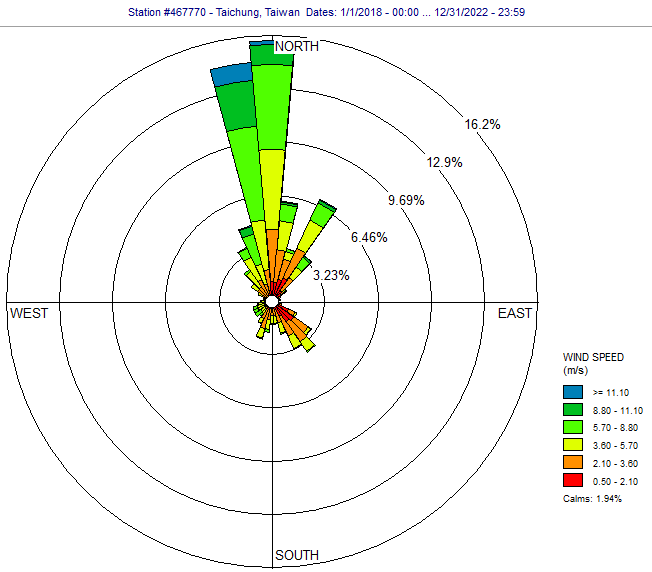 Station #467770 - Taichung, Taiwan  Dates: 1/1/2018 - 00:00 ... 12/31/2022 - 23:59
NORTH
16.2%
12.9%
9.69%
6.46%
3.23%
WEST
EAST
SOUTH
WIND SPEED
(m/s)
>= 11.10
8.80 - 11.10
5.70 - 8.80
3.60 - 5.70
2.10 - 3.60
0.50 - 2.10
Calms: 1.94%